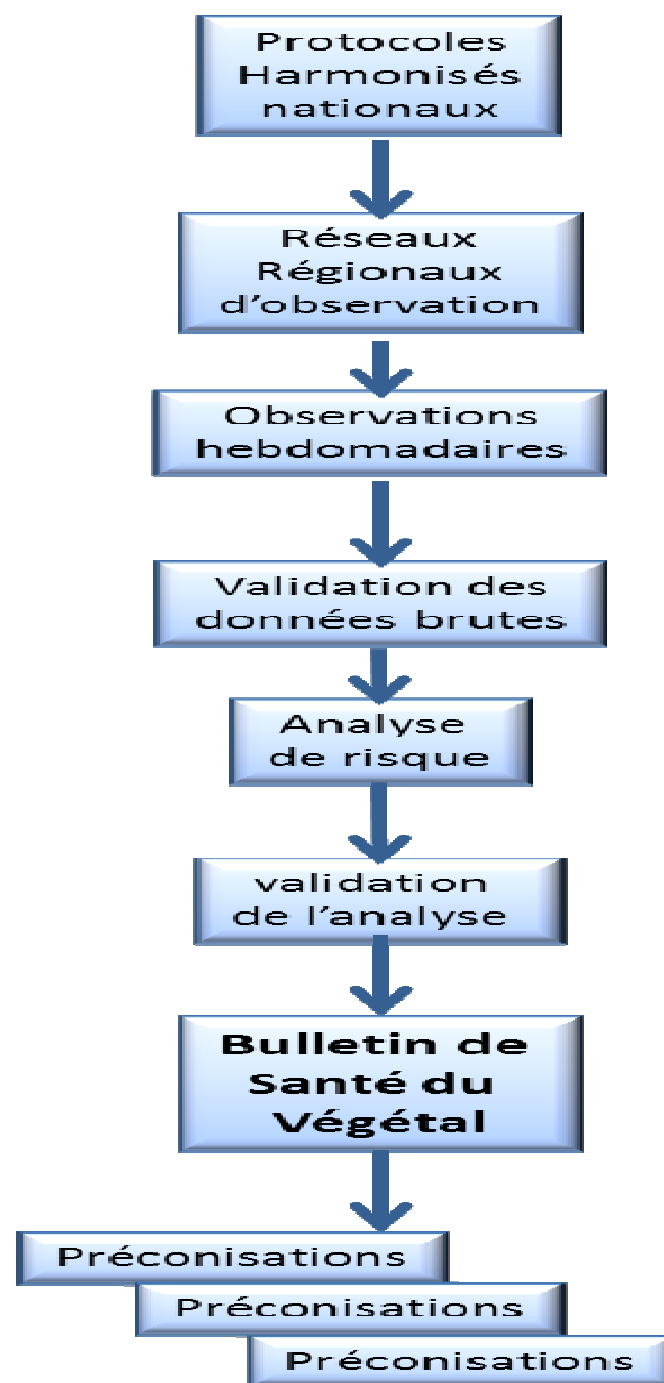 Protocoles
Harmonisés
nationaux
Réseaux
Régionaux
d'observation
Observations
hebdomadaires
Validation des
données brutes
Analyse
de risque
validation
de l'analyse
Bulletin de
Santé du
Végétal
Préconisations
Préconisations
Préconisations